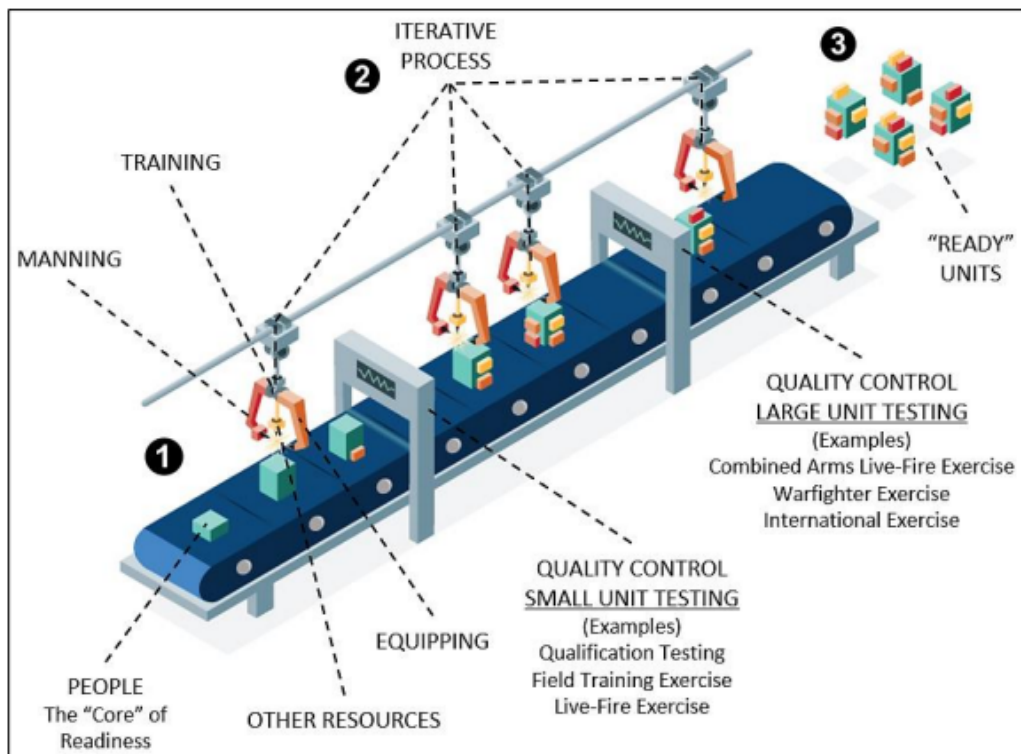 ITERATIVE
PROCESS
2
3
TRAINING
MANNING
"READY"
UNITS
1
QUALITY CONTROL
LARGE UNIT TESTING
(Examples)
Combined Arms Live-Fire Exercise
Warfighter Exercise
International Exercise
QUALITY CONTROL
SMALL UNIT TESTING
(Examples)
Qualification Testing
Field Training Exercise
Live-Fire Exercise
EQUIPPING
OTHER RESOURCES
PEOPLE
The "Core" of
Readiness